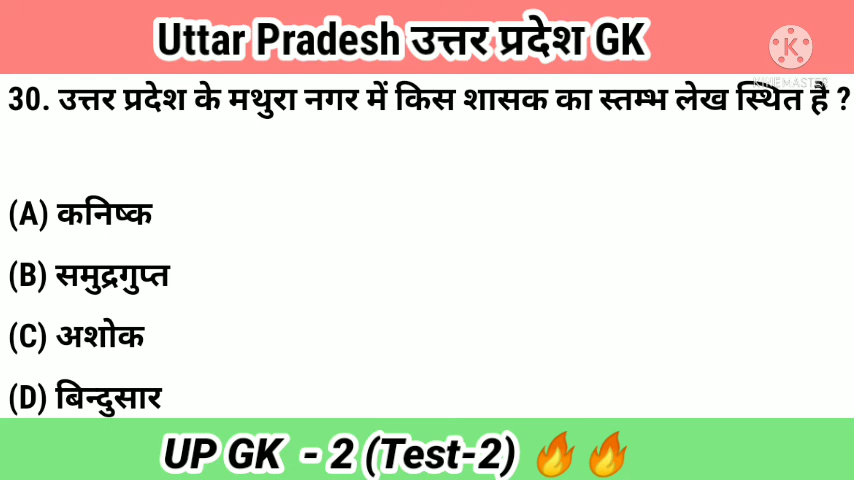 Uttar Pradesh उत्तर प्रदेश GK
K
KINEMASTER
30. उत्तर प्रदेश के मथुरा नगर में किस शासक का स्तम्भ लेख स्थित है ?
(A) कनिष्क
(B) समुद्रगुप्त
(C) अशोक
(D) बिन्दुसार
UP GK - 2 (Test-2) 🔥🔥